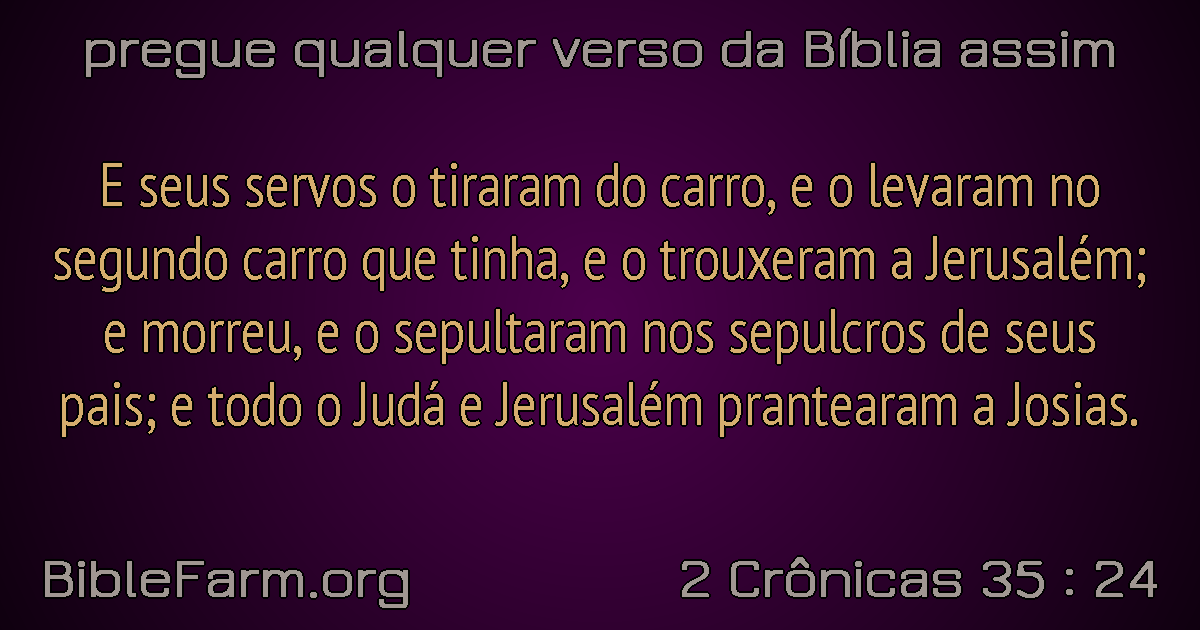 pregue qualquer verso da Bíblia assim
E seus servos o tiraram do carro, e o levaram no
segundo carro que tinha, e o trouxeram a Jerusalém;
e morreu, e o sepultaram nos sepulcros de seus
pais; e todo o Judá e Jerusalém prantearam a Josias.
BibleFarm.org
2 Crônicas 35 : 24